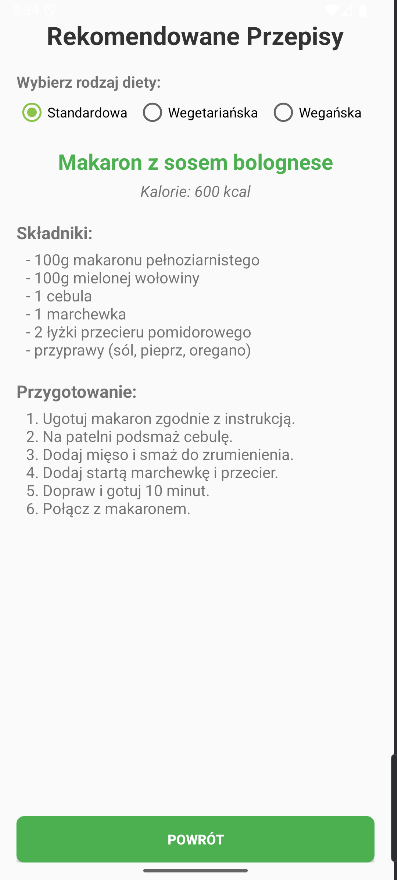 Rekomendowane Przepisy
Wybierz rodzaj diety:
Standardowa Wegetariańska Wegańska
Makaron z sosem bolognese
Kalorie: 600 kcal
Składniki:
- 100g makaronu pełnoziarnistego
- 100g mielonej wołowiny
- 1 cebula
- 1 marchewka
- 2 łyżki przecieru pomidorowego
- przyprawy (sól, pieprz, oregano)
Przygotowanie:
1. Ugotuj makaron zgodnie z instrukcją.
2. Na patelni podsmaż cebulę.
3. Dodaj mięso i smaż do zrumienienia.
4. Dodaj startą marchewkę i przecier.
5. Dopraw i gotuj 10 minut.
6. Połącz z makaronem.
POWRÓT